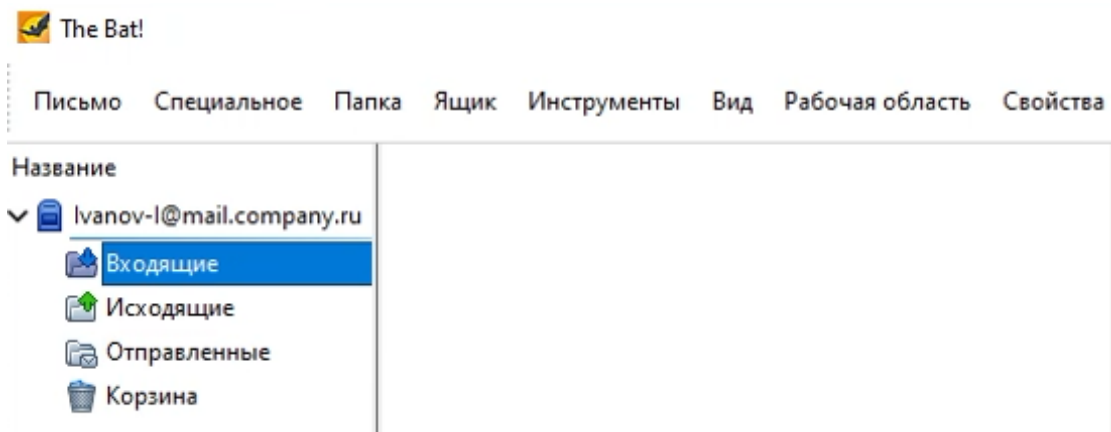 The Bat!
Письмо Специальное Папка Ящик Инструменты Вид Рабочая область Свойства
Название
Ivanov-I@mail.company.ru
Входящие
Исходящие
Отправленные
Корзина